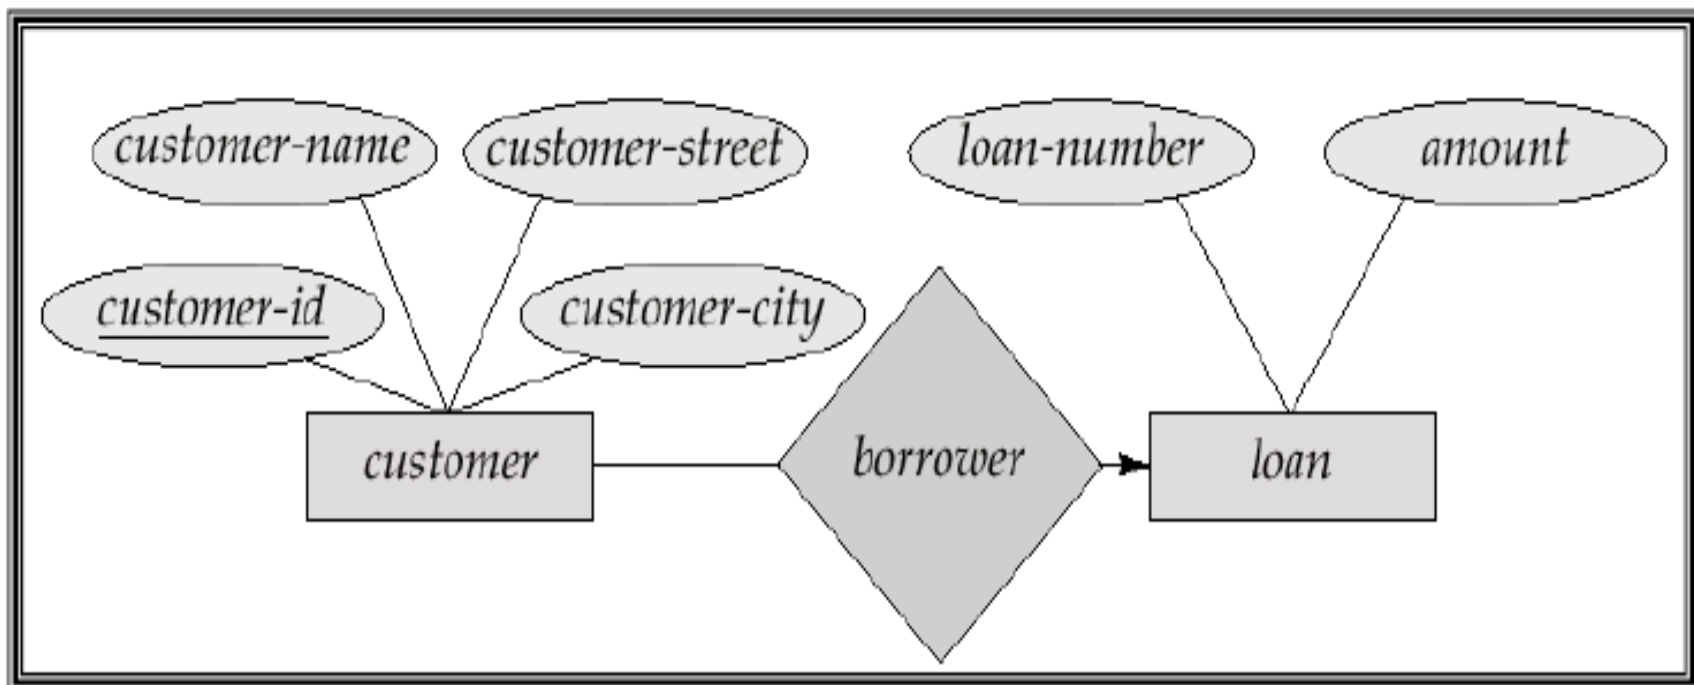 customer-name
customer-street
loan-number
amount
customer-id
customer-city
customer
borrower
loan